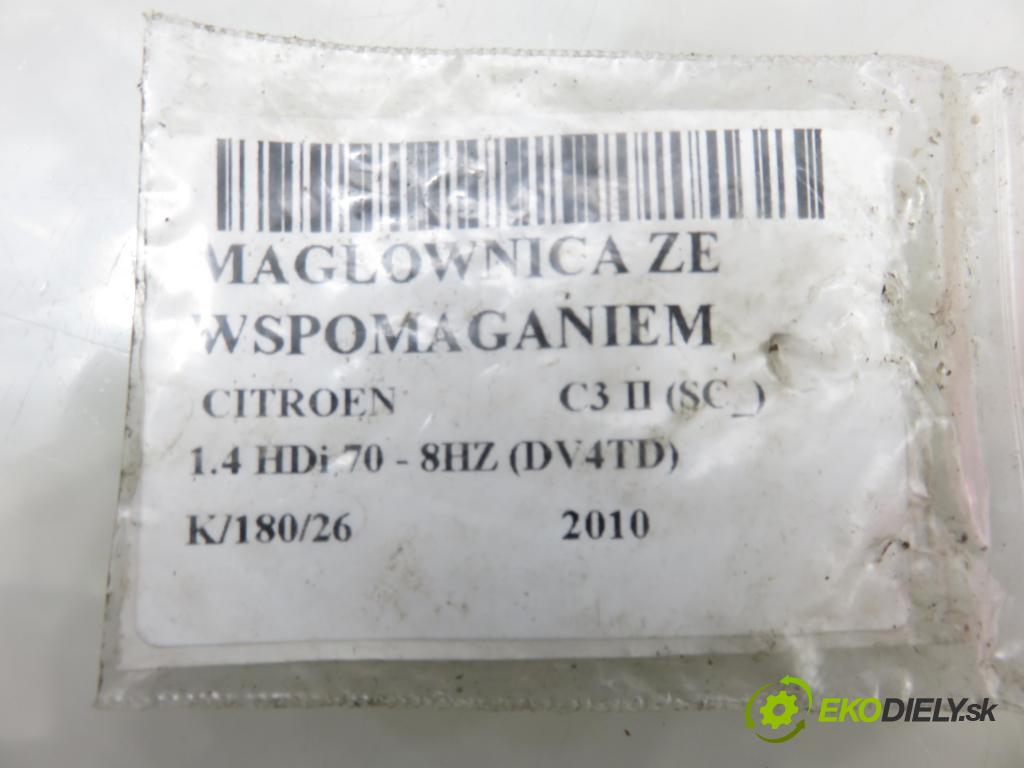 MAGLOWNICA ZE
WSPOMAGANIEM
CITROEN C3 II (SC_)
1.4 HDi 70 - 8HZ (DV4TD)
K/180/26 2010
EKODIELY.sk